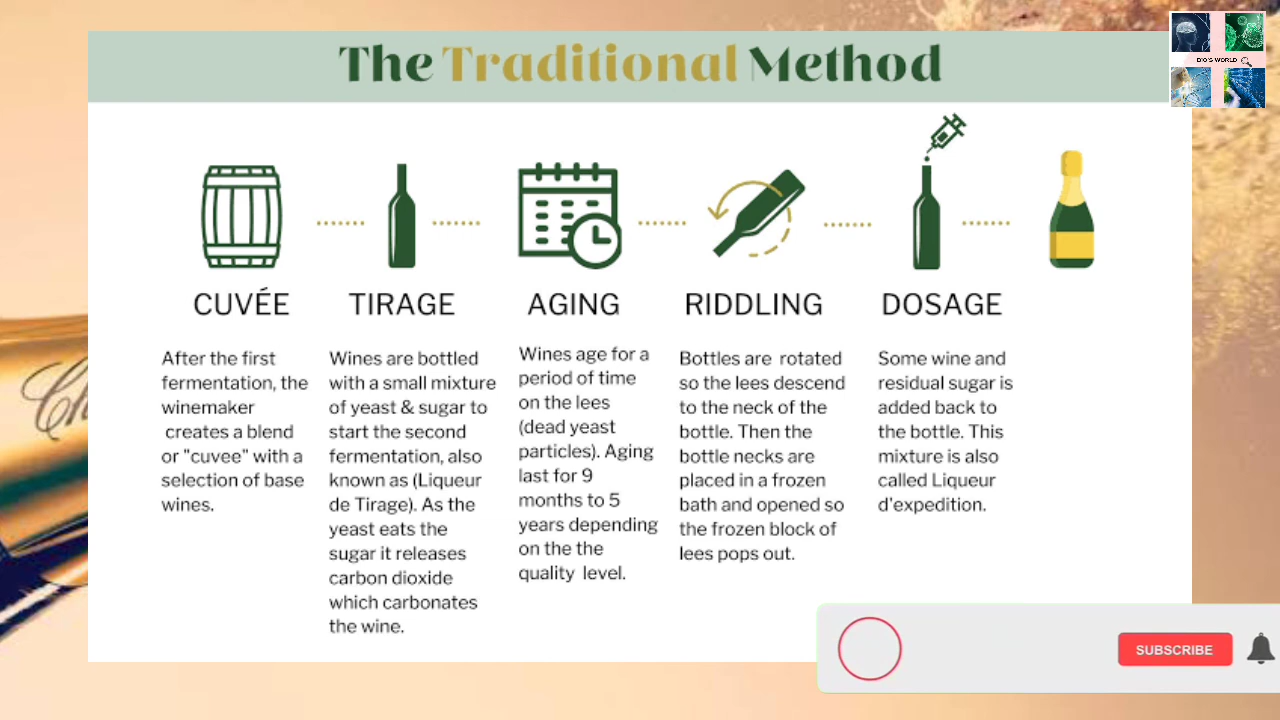 The Traditional Method
BIO'S WORLD
CUVÉE
After the first
fermentation, the
winemaker
creates a blend
or "cuvee" with a
selection of base
wines.
TIRAGE
Wines are bottled
with a small mixture
of yeast & sugar to
start the second
fermentation, also
known as (Liqueur
de Tirage). As the
yeast eats the
sugar it releases
carbon dioxide
which carbonates
the wine.
AGING
Wines age for a
period of time
on the lees
(dead yeast
particles). Aging
last for 9
months to 5
years depending
on the the
quality level.
RIDDLING
Bottles are rotated
so the lees descend
to the neck of the
bottle. Then the
bottle necks are
placed in a frozen
bath and opened so
the frozen block of
lees pops out.
DOSAGE
Some wine and
residual sugar is
added back to
the bottle. This
mixture is also
called Liqueur
d'expedition.
SUBSCRIBE